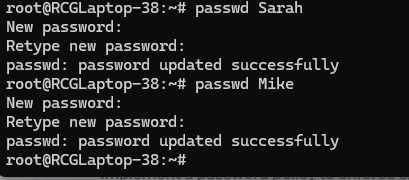 root@RCGLaptop-38:~# passwd Sarah
New password:
Retype new password:
passwd: password updated successfully
root@RCGLaptop-38:~# passwd Mike
New password:
Retype new password:
passwd: password updated successfully
root@RCGLaptop-38:~#